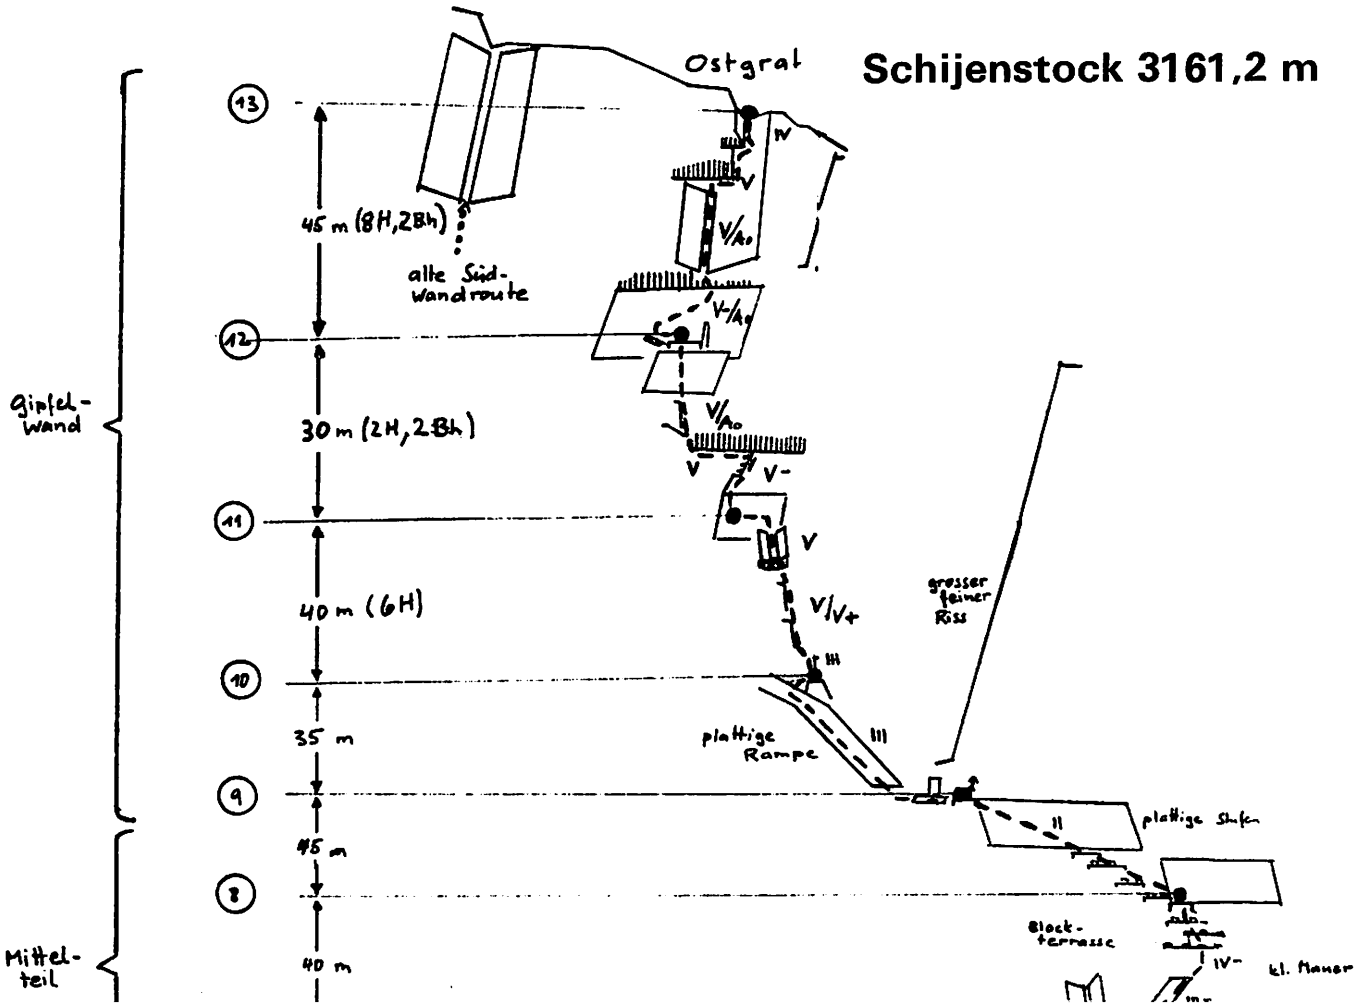 Schijenstock 3161,2 m
Ostgrat
13
IV
V
45 m (8H, 2Bh)
V/A0
alte Süd-
wandroute
V-/A0
12
Gipfel-
wand
30 m (2H, 2Bh)
V/A0
V
V-
11
V
grosser
feiner
Riss
40 m (6H)
V/V+
III
10
35 m
plattige
Rampe
III
9
II
plattige Stufen
45 m
8
Block-
terrasse
Mittel-
teil
40 m
IV-
kl. Mauer